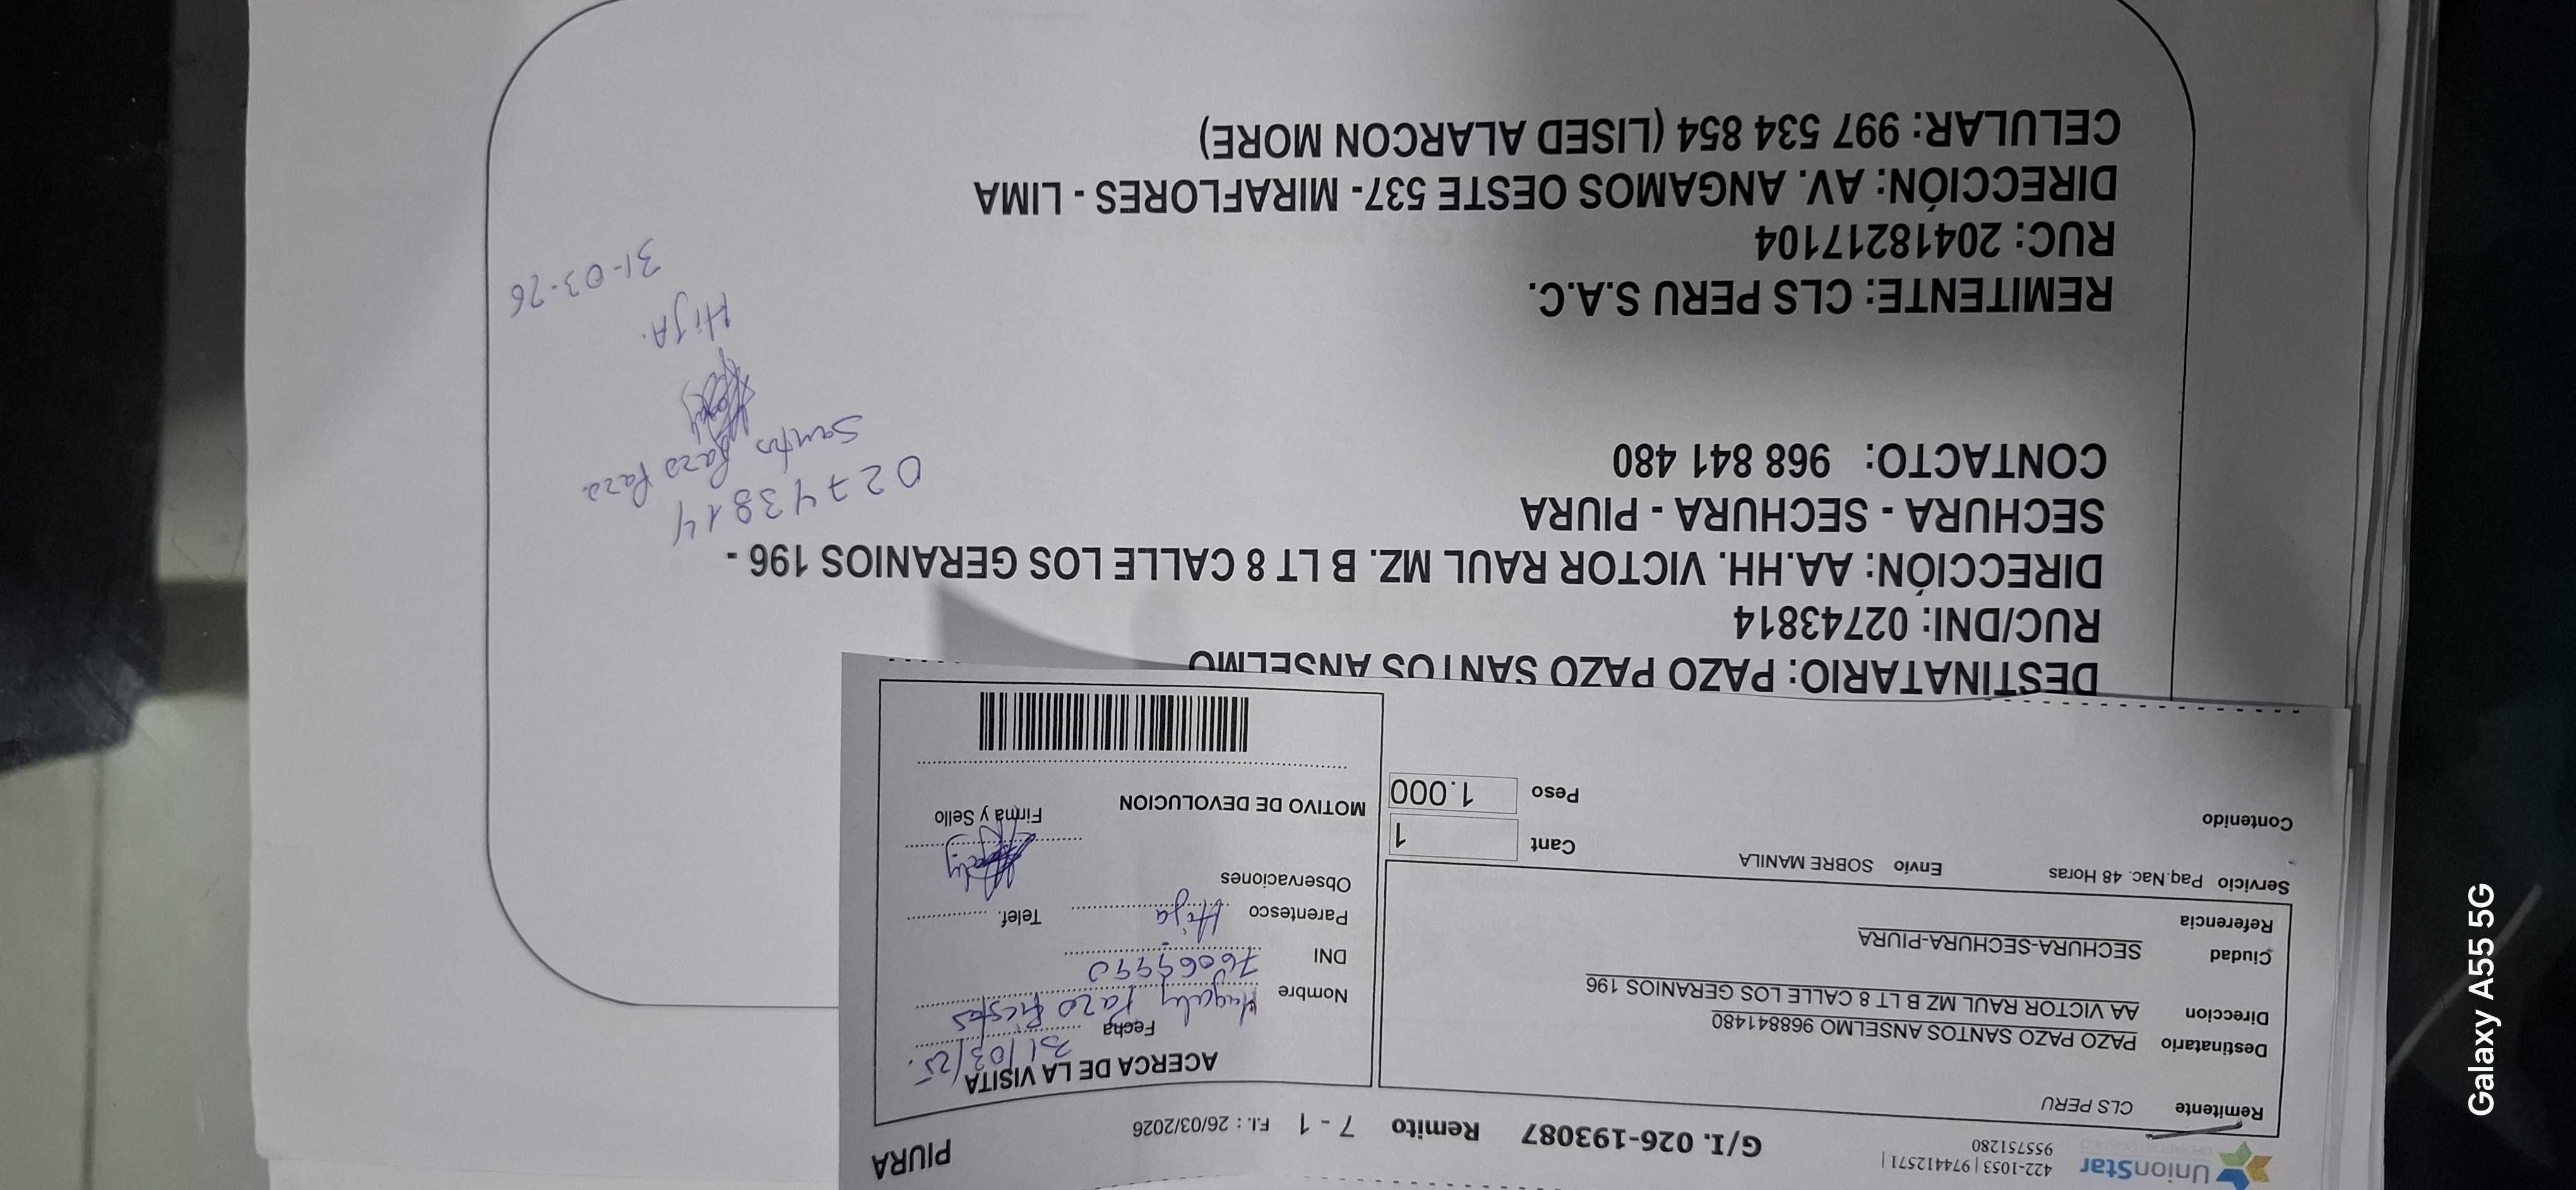 UnionStar
422-1053 | 974412571 |
955751280
G/I. 026-193087 Remito 7 - 1 F.I. : 26/03/2026
PIURA
Remitente CLS PERU
Destinatario PAZO PAZO SANTOS ANSELMO 968841480
Direccion AA VICTOR RAUL MZ B LT 8 CALLE LOS GERANIOS 196
Ciudad SECHURA-SECHURA-PIURA
Referencia
Servicio Paq.Nac. 48 Horas Envio SOBRE MANILA
Cant 1
Contenido
Peso 1.000
ACERCA DE LA VISITA
Fecha 31/03/25.
Nombre Pazo Fiestas
DNI
Parentesco Hija
Telef.
Observaciones
Firma y Sello
MOTIVO DE DEVOLUCION
DESTINATARIO: PAZO PAZO SANTOS ANSELMO
RUC/DNI: 02743814
DIRECCIÓN: AA.HH. VICTOR RAUL MZ. B LT 8 CALLE LOS GERANIOS 196 -
SECHURA - SECHURA - PIURA
CONTACTO: 968 841 480
02743814
Santos Pazo Pazo
Hija.
31-03-26
REMITENTE: CLS PERU S.A.C.
RUC: 20418217104
DIRECCIÓN: AV. ANGAMOS OESTE 537- MIRAFLORES - LIMA
CELULAR: 997 534 854 (LISED ALARCON MORE)
Galaxy A55 5G